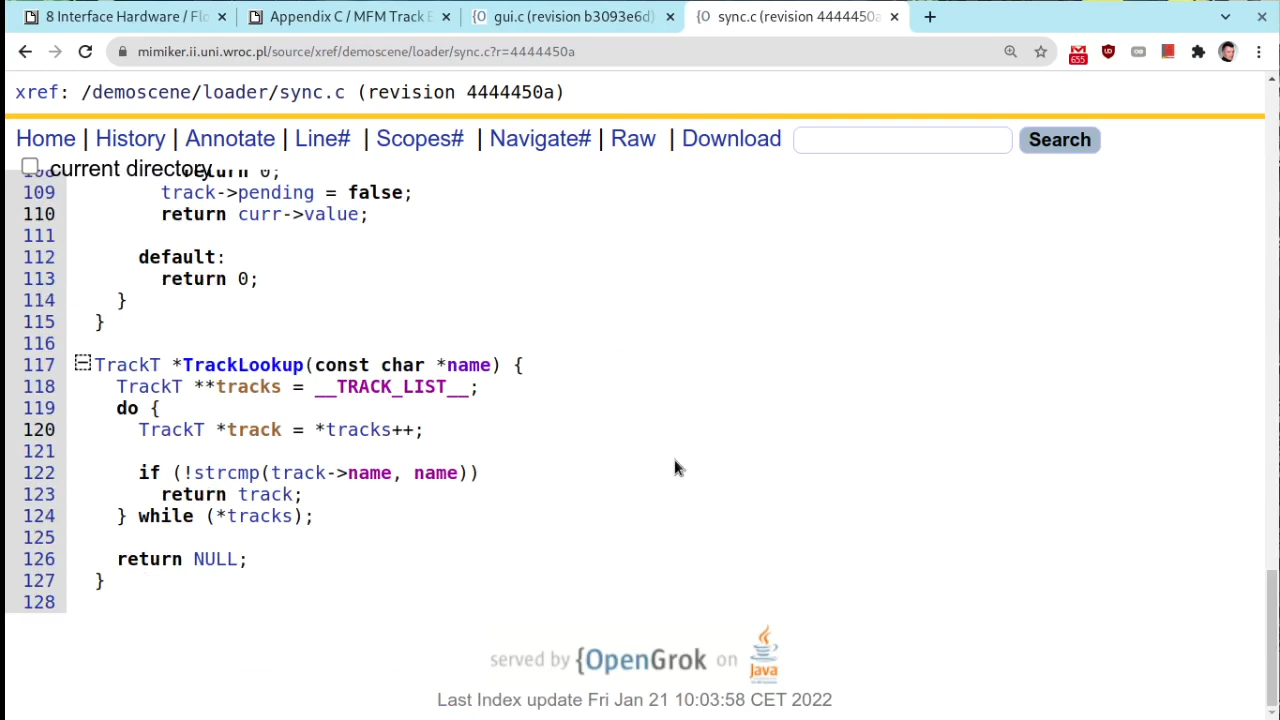 8 Interface Hardware / Flo
Appendix C / MFM Track E
gui.c (revision b3093e6d)
sync.c (revision 4444450a
mimiker.ii.uni.wroc.pl/source/xref/demoscene/loader/sync.c?r=4444450a
655
xref: /demoscene/loader/sync.c (revision 4444450a)
Home | History | Annotate | Line# | Scopes# | Navigate# | Raw | Download Search
current directory
108 return 0;
109 track->pending = false;
110 return curr->value;
111
112 default:
113 return 0;
114 }
115 }
116
117 TrackT *TrackLookup(const char *name) {
118 TrackT **tracks = __TRACK_LIST__;
119 do {
120 TrackT *track = *tracks++;
121
122 if (!strcmp(track->name, name))
123 return track;
124 } while (*tracks);
125
126 return NULL;
127 }
128
served by {OpenGrok on Java
Last Index update Fri Jan 21 10:03:58 CET 2022